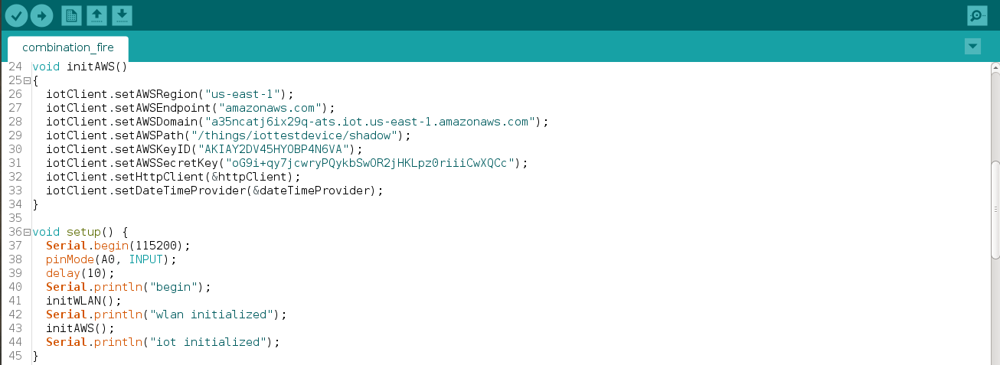 combination_fire
24 void initAWS()
25 {
26 iotClient.setAWSRegion("us-east-1");
27 iotClient.setAWSEndpoint("amazonaws.com");
28 iotClient.setAWSDomain("a35ncatj6ix29q-ats.iot.us-east-1.amazonaws.com");
29 iotClient.setAWSPath("/things/iottestdevice/shadow");
30 iotClient.setAWSKeyID("AKIAY2DV45HYOBP4N6VA");
31 iotClient.setAWSSecretKey("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");
32 iotClient.setHttpClient(&httpClient);
33 iotClient.setDateTimeProvider(&dateTimeProvider);
34 }
35
36 void setup() {
37 Serial.begin(115200);
38 pinMode(A0, INPUT);
39 delay(10);
40 Serial.println("begin");
41 initWLAN();
42 Serial.println("wlan initialized");
43 initAWS();
44 Serial.println("iot initialized");
45 }